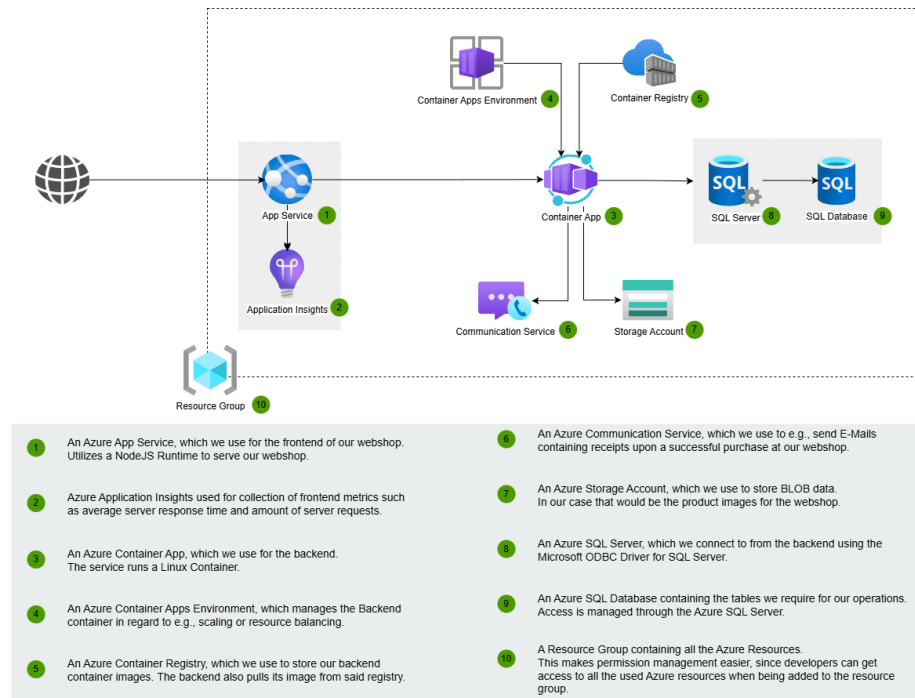 Container Apps Environment
4
Container Registry
5
App Service
1
Container App
3
SQL
SQL
SQL Server
8
SQL Database
9
Application Insights
2
Communication Service
6
Storage Account
7
Resource Group
10
1
An Azure App Service, which we use for the frontend of our webshop.
Utilizes a NodeJS Runtime to serve our webshop.
2
Azure Application Insights used for collection of frontend metrics such
as average server response time and amount of server requests.
3
An Azure Container App, which we use for the backend.
The service runs a Linux Container.
4
An Azure Container Apps Environment, which manages the Backend
container in regard to e.g., scaling or resource balancing.
5
An Azure Container Registry, which we use to store our backend
container images. The backend also pulls its image from said registry.
6
An Azure Communication Service, which we use to e.g., send E-Mails
containing receipts upon a successful purchase at our webshop.
7
An Azure Storage Account, which we use to store BLOB data.
In our case that would be the product images for the webshop.
8
An Azure SQL Server, which we connect to from the backend using the
Microsoft ODBC Driver for SQL Server.
9
An Azure SQL Database containing the tables we require for our operations.
Access is managed through the Azure SQL Server.
10
A Resource Group containing all the Azure Resources.
This makes permission management easier, since developers can get
access to all the used Azure resources when being added to the resource
group.